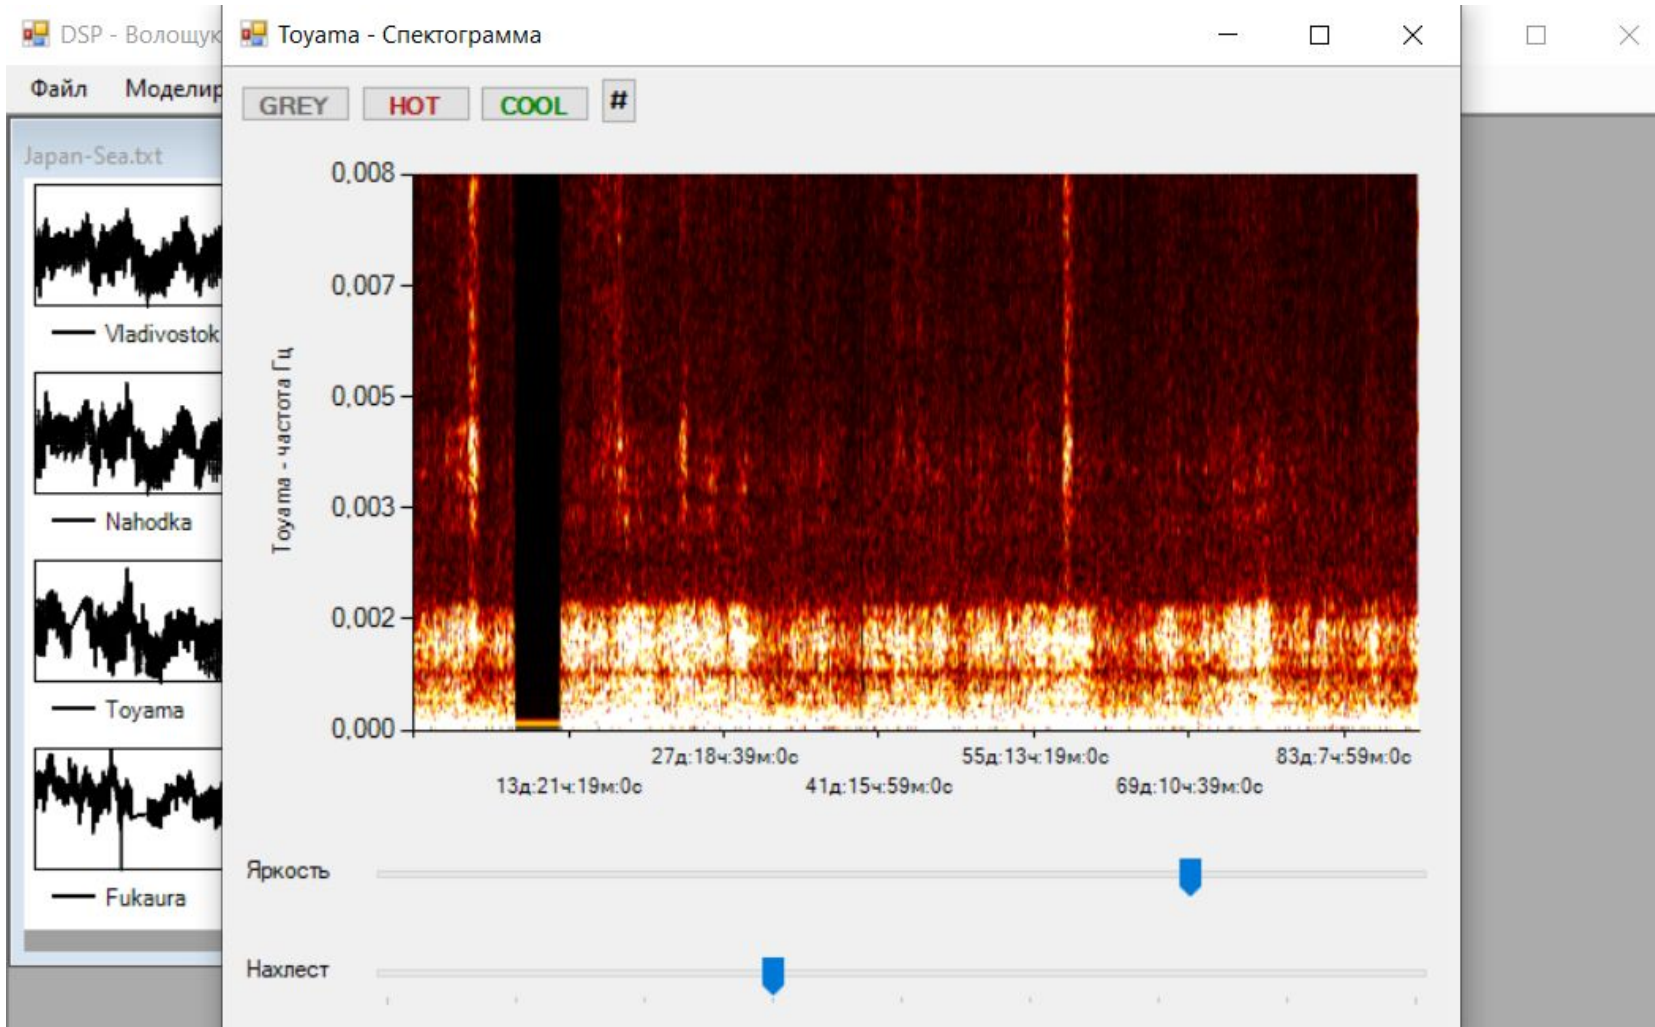 DSP - Волощук
Toyama - Спектограмма
Файл Моделир
GREY HOT COOL #
Japan-Sea.txt
Vladivostok
Nahodka
Toyama
Fukaura
Toyama - частота Гц
0,008
0,007
0,005
0,003
0,002
0,000
27д:18ч:39м:0с 55д:13ч:19м:0с 83д:7ч:59м:0с
13д:21ч:19м:0с 41д:15ч:59м:0с 69д:10ч:39м:0с
Яркость
Нахлест